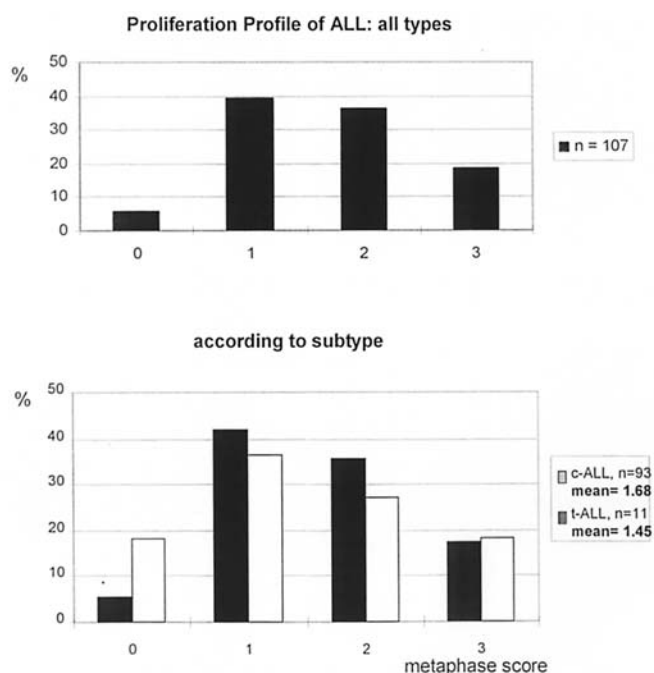 Proliferation Profile of ALL: all types
%
50
40
30
20
10
0
0 1 2 3
n = 107
according to subtype
%
50
40
30
20
10
0
0 1 2 3
metaphase score
c-ALL, n=93
mean= 1.68
t-ALL, n=11
mean= 1.45